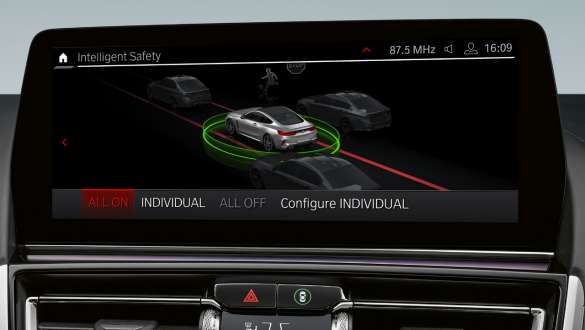 Intelligent Safety
87.5 MHz 16:09
ALL ON INDIVIDUAL ALL OFF Configure INDIVIDUAL